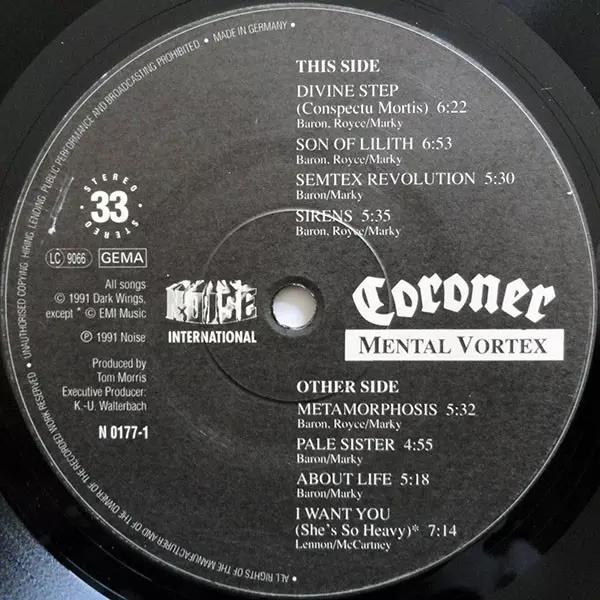 • UNAUTHORISED COPYING, HIRING, LENDING, PUBLIC PERFORMANCE AND BROADCASTING PROHIBITED • MADE IN GERMANY •
STEREO
33
STEREO
LC 9066
GEMA
All songs
© 1991 Dark Wings,
except * © EMI Music
℗ 1991 Noise
Produced by
Tom Morris
Executive Producer:
K.-U. Walterbach
N 0177-1
NOISE
INTERNATIONAL
THIS SIDE
DIVINE STEP
(Conspectu Mortis) 6:22
Baron, Royce/Marky
SON OF LILITH 6:53
Baron, Royce/Marky
SEMTEX REVOLUTION 5:30
Baron/Marky
SIRENS 5:35
Baron, Royce/Marky
Coroner
MENTAL VORTEX
OTHER SIDE
METAMORPHOSIS 5:32
Baron, Royce/Marky
PALE SISTER 4:55
Baron/Marky
ABOUT LIFE 5:18
Baron/Marky
I WANT YOU
(She's So Heavy)* 7:14
Lennon/McCartney
• ALL RIGHTS OF THE MANUFACTURER AND OF THE OWNER OF THE RECORDED WORK RESERVED •